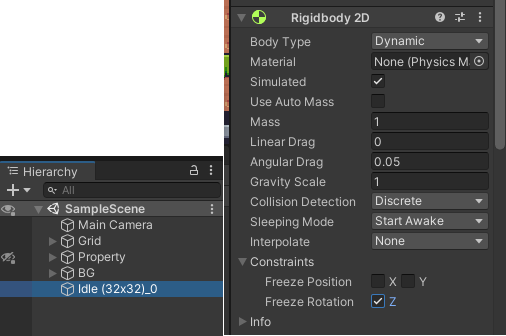 Hierarchy
All
SampleScene
Main Camera
Grid
Property
BG
Idle (32x32)_0
Rigidbody 2D
Body Type Dynamic
Material None (Physics M
Simulated
Use Auto Mass
Mass 1
Linear Drag 0
Angular Drag 0.05
Gravity Scale 1
Collision Detection Discrete
Sleeping Mode Start Awake
Interpolate None
Constraints
Freeze Position X Y
Freeze Rotation Z
Info